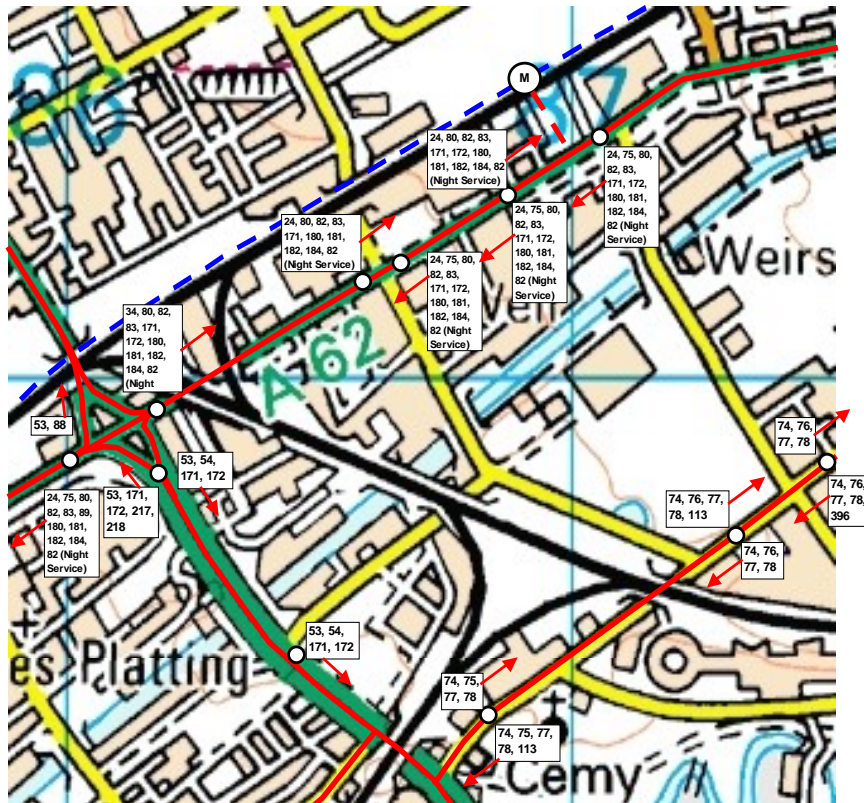 86
M
87
24, 80, 82, 83,
171, 172, 180,
181, 182, 184, 82
(Night Service)
24, 75, 80,
82, 83,
171, 172,
180, 181,
182, 184,
82 (Night
Service)
24, 75, 80,
82, 83,
171, 172,
180, 181,
182, 184,
82 (Night
Service)
24, 80, 82, 83,
171, 180, 181,
182, 184, 82
(Night Service)
24, 75, 80,
82, 83,
171, 172,
180, 181,
182, 184,
82 (Night
Service)
Weirs
34, 80, 82
83, 171
172, 180
181, 182,
184, 82
(Night
A 62
53, 88
53, 54,
171, 172
24, 75, 80,
82, 83, 89,
180, 181,
182, 184,
82 (Night
Service)
53, 171,
172, 217,
218
74, 76,
77, 78
74, 76,
77, 78,
396
74, 76, 77,
78, 113
74, 76,
77, 78
53, 54,
171, 172
es Platting
74, 75,
77, 78
74, 75, 77,
78, 113
Cemy